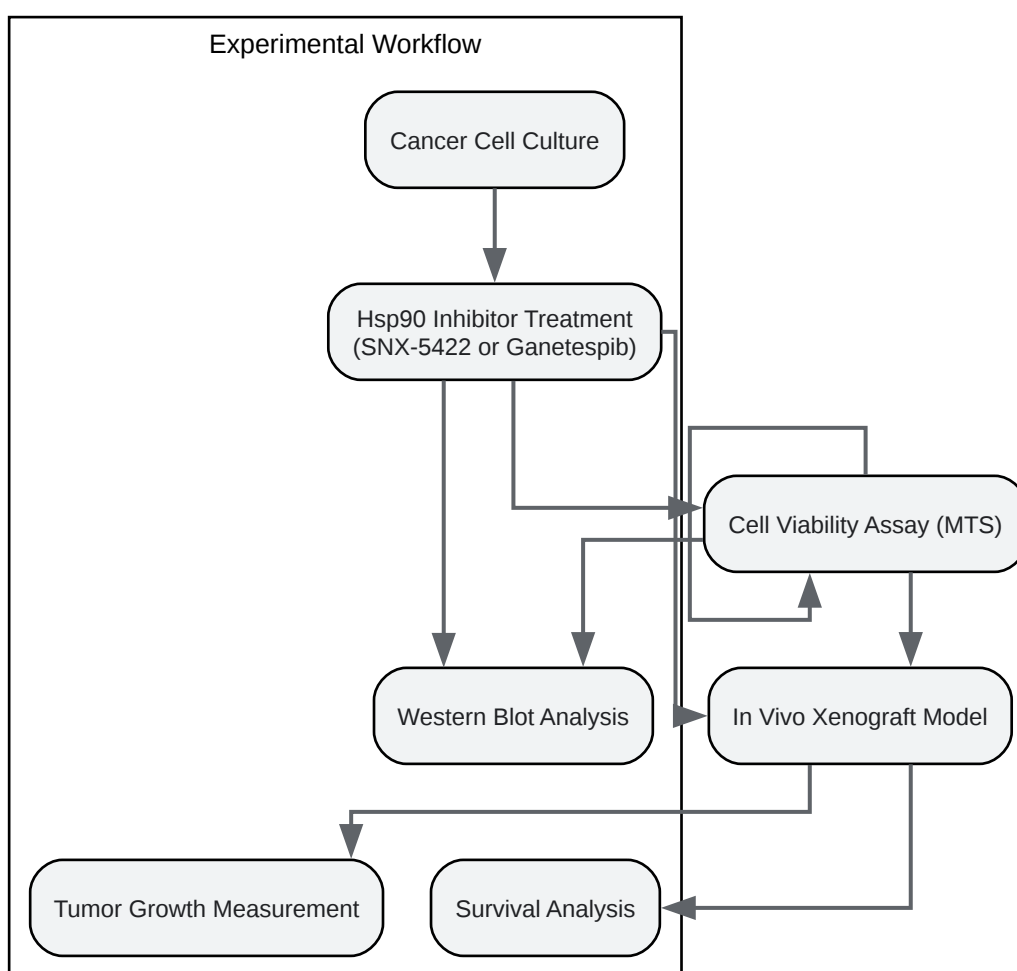 Experimental Workflow
Cancer Cell Culture
Hsp90 Inhibitor Treatment
(SNX-5422 or Ganetespib)
Cell Viability Assay (MTS)
Western Blot Analysis
In Vivo Xenograft Model
Tumor Growth Measurement
Survival Analysis